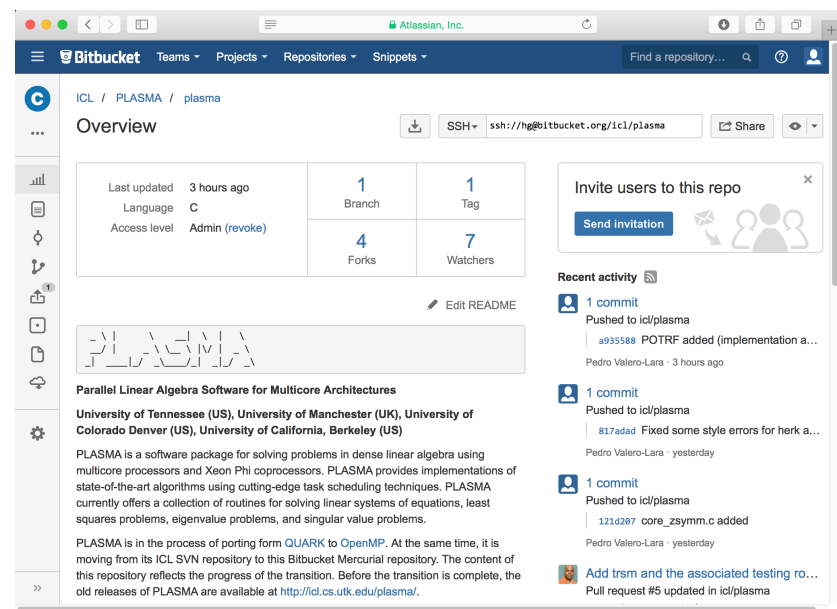 Atlassian, Inc.
Bitbucket Teams Projects Repositories Snippets Find a repository...
C
ICL / PLASMA / plasma
Overview
SSH ssh://hg@bitbucket.org/icl/plasma Share
Last updated 3 hours ago
Language C
Access level Admin (revoke)
1 Branch
1 Tag
4 Forks
7 Watchers
Edit README
Parallel Linear Algebra Software for Multicore Architectures
University of Tennessee (US), University of Manchester (UK), University of
Colorado Denver (US), University of California, Berkeley (US)
PLASMA is a software package for solving problems in dense linear algebra using
multicore processors and Xeon Phi coprocessors. PLASMA provides implementations of
state-of-the-art algorithms using cutting-edge task scheduling techniques. PLASMA
currently offers a collection of routines for solving linear systems of equations, least
squares problems, eigenvalue problems, and singular value problems.
PLASMA is in the process of porting form QUARK to OpenMP. At the same time, it is
moving from its ICL SVN repository to this Bitbucket Mercurial repository. The content of
this repository reflects the progress of the transition. Before the transition is complete, the
old releases of PLASMA are available at http://icl.cs.utk.edu/plasma/.
Invite users to this repo
Send invitation
Recent activity
1 commit
Pushed to icl/plasma
a935588 POTRF added (implementation a...
Pedro Valero-Lara · 3 hours ago
1 commit
Pushed to icl/plasma
817adad Fixed some style errors for herk a...
Pedro Valero-Lara · yesterday
1 commit
Pushed to icl/plasma
121d207 core_zsymm.c added
Pedro Valero-Lara · yesterday
Add trsm and the associated testing ro...
Pull request #5 updated in icl/plasma
1